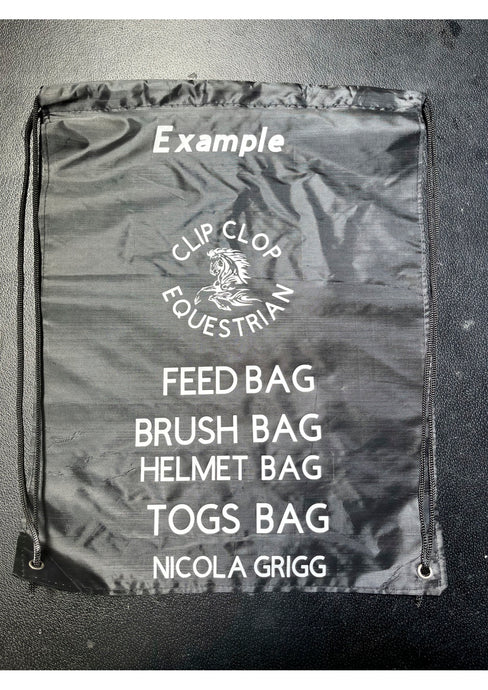 Example
CLIP CLOP
EQUESTRIAN
FEED BAG
BRUSH BAG
HELMET BAG
TOGS BAG
NICOLA GRIGG